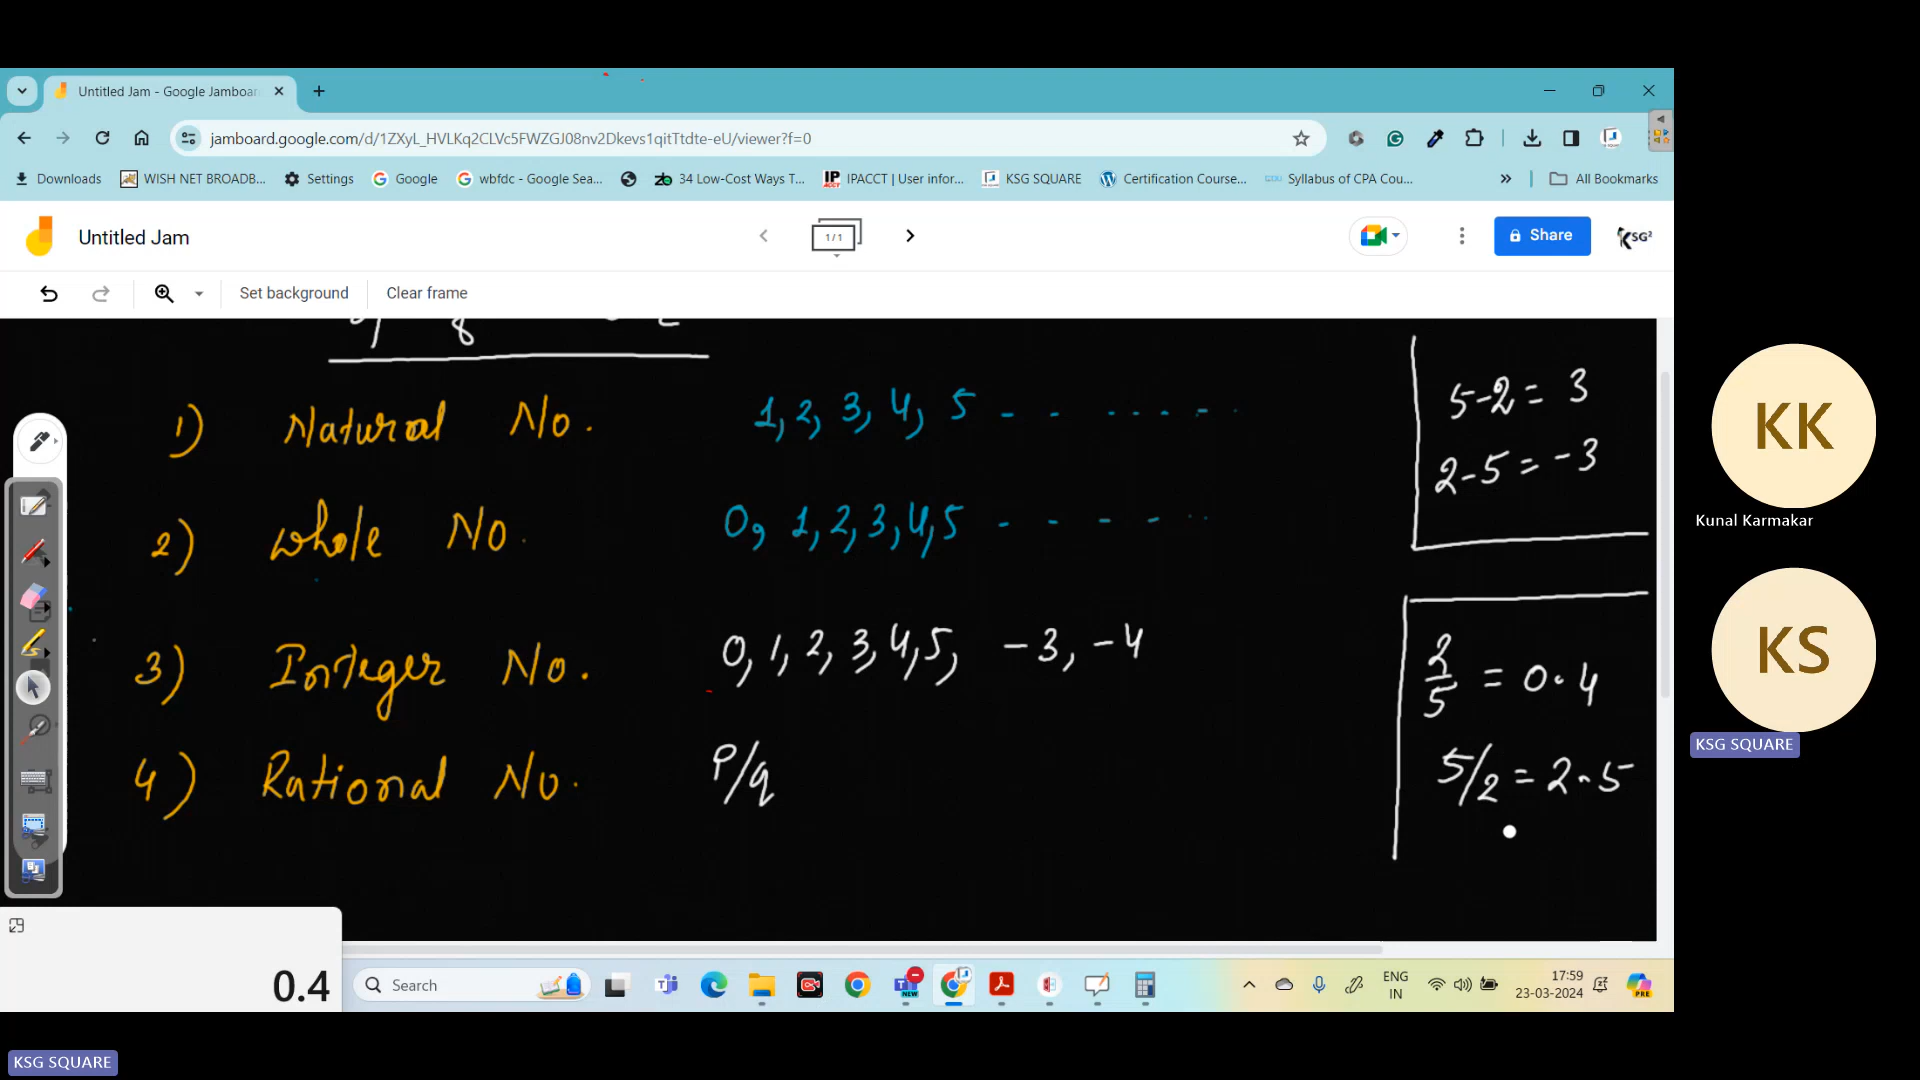 Untitled Jam - Google Jamboar
jamboard.google.com/d/1ZXyL_HVLKq2CLVc5FWZGJ08nv2Dkevs1qitTtdte-eU/viewer?f=0
Downloads WISH NET BROADB... Settings Google wbfdc - Google Sea... 34 Low-Cost Ways T... IPACCT | User infor... KSG SQUARE Certification Course... Syllabus of CPA Cou... » All Bookmarks
Untitled Jam 1/1 Share KSG²
Set background Clear frame
1) Natural No. 1, 2, 3, 4, 5 - - - - - - -
2) Whole No. 0, 1, 2, 3, 4, 5 - - - - - -
3) Integer No. 0, 1, 2, 3, 4, 5, -3, -4
4) Rational No. P/q
5-2 = 3
2-5 = -3
2/5 = 0.4
5/2 = 2.5
KK
Kunal Karmakar
KS
KSG SQUARE
0.4
Search
NEW
ENG
IN
17:59
23-03-2024
PRE
KSG SQUARE